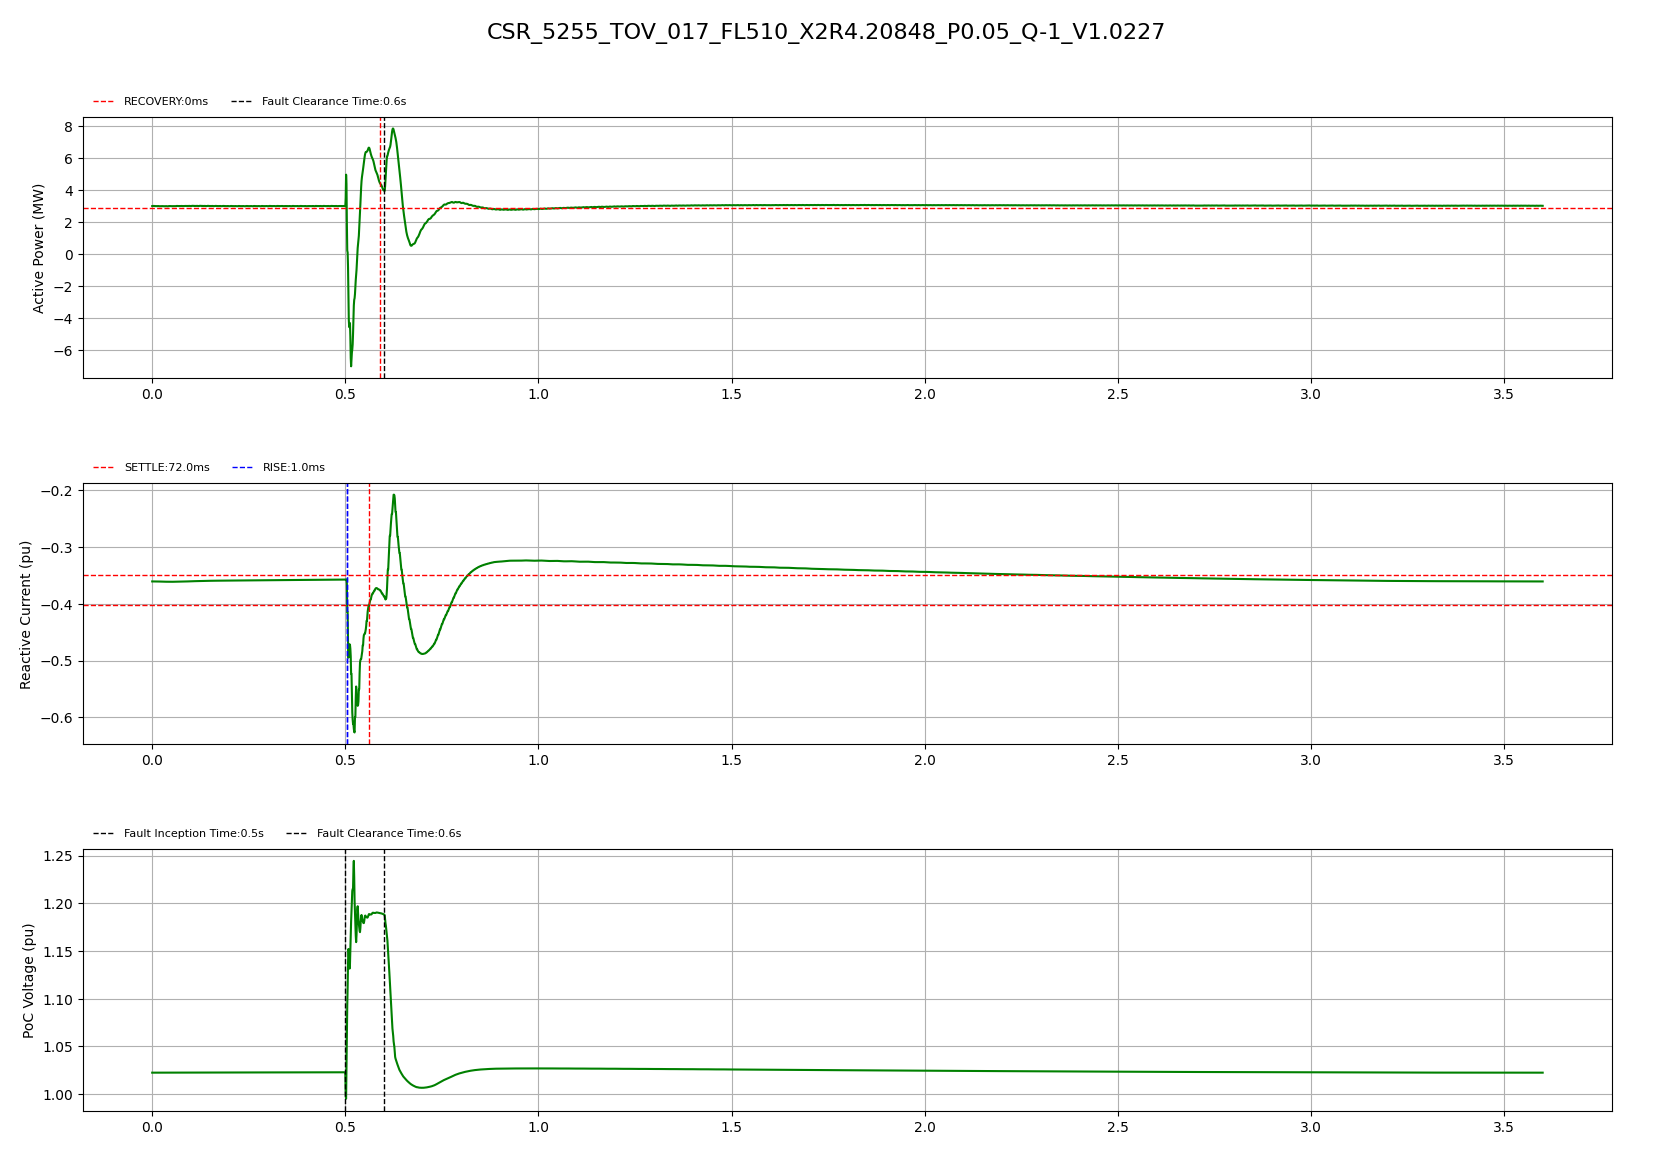 CSR_5255_TOV_017_FL510_X2R4.20848_P0.05_Q-1_V1.0227
RECOVERY:0ms Fault Clearance Time:0.6s
Active Power (MW)
8
6
4
2
0
−2
−4
−6
0.0 0.5 1.0 1.5 2.0 2.5 3.0 3.5
SETTLE:72.0ms RISE:1.0ms
Reactive Current (pu)
−0.2
−0.3
−0.4
−0.5
−0.6
0.0 0.5 1.0 1.5 2.0 2.5 3.0 3.5
Fault Inception Time:0.5s Fault Clearance Time:0.6s
PoC Voltage (pu)
1.25
1.20
1.15
1.10
1.05
1.00
0.0 0.5 1.0 1.5 2.0 2.5 3.0 3.5